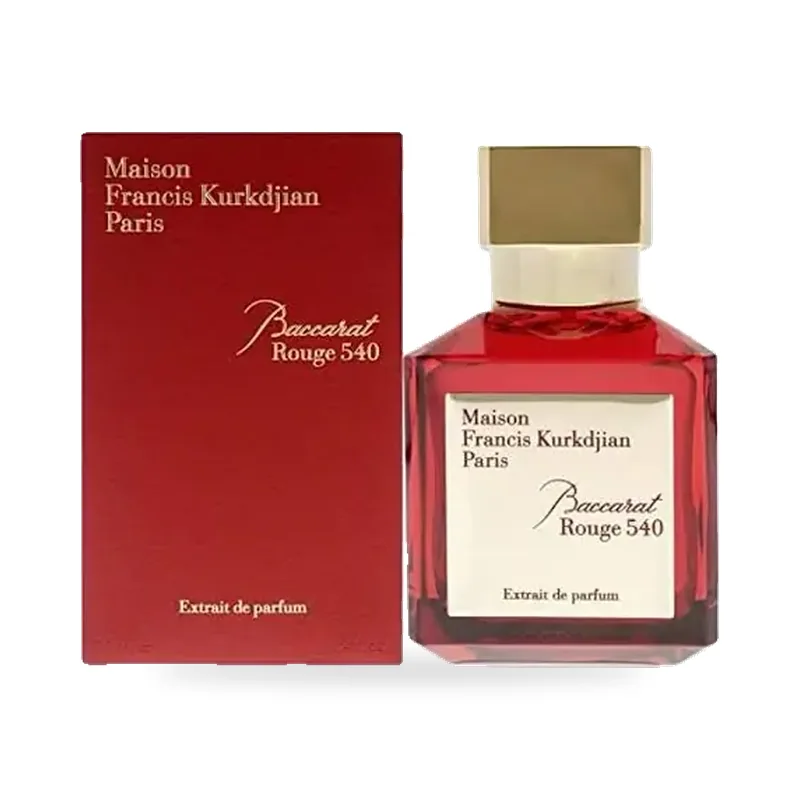 Maison
Francis Kurkdjian
Paris
Baccarat
Rouge 540
Extrait de parfum
Maison
Francis Kurkdjian
Paris
Baccarat
Rouge 540
Extrait de parfum